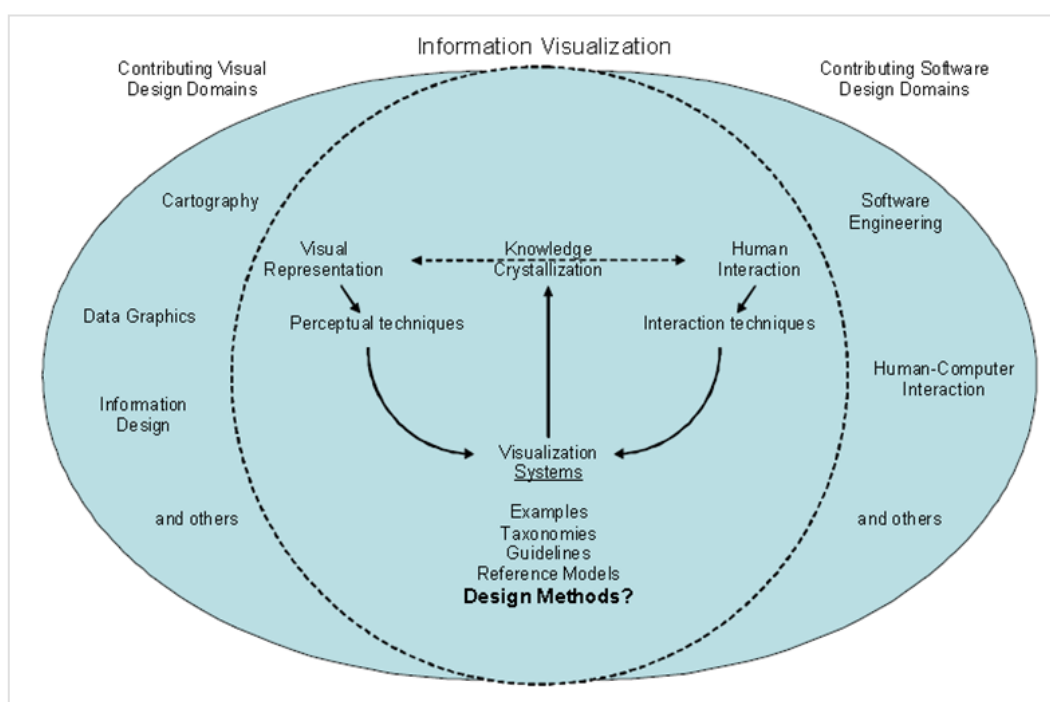 Information Visualization
Contributing Visual
Design Domains
Contributing Software
Design Domains
Cartography
Data Graphics
Information
Design
and others
Visual
Representation
Knowledge
Crystallization
Human
Interaction
Perceptual techniques
Interaction techniques
Visualization
Systems
Examples
Taxonomies
Guidelines
Reference Models
Design Methods?
Software
Engineering
Human-Computer
Interaction
and others